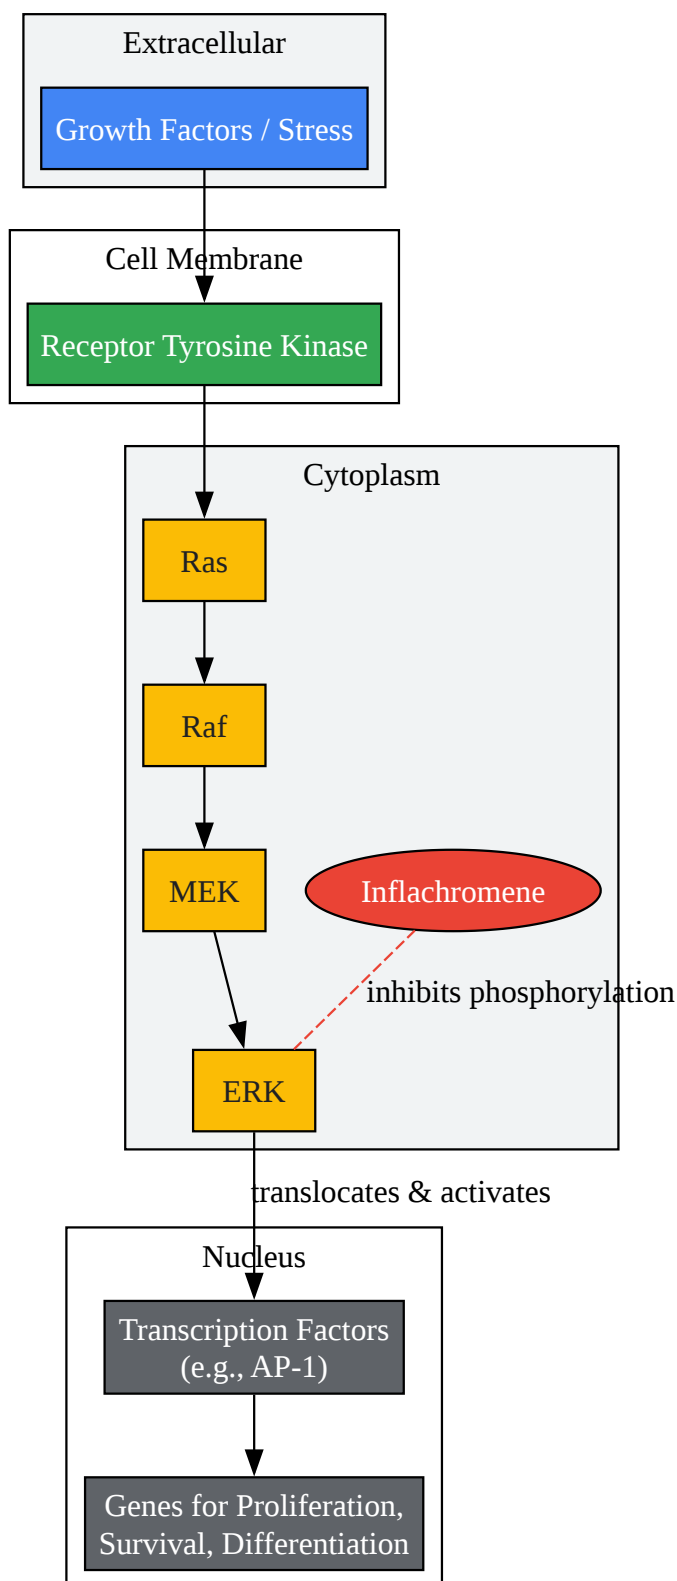 Extracellular
Growth Factors / Stress
Cell Membrane
Receptor Tyrosine Kinase
Cytoplasm
Ras
Raf
MEK
Inflachromene
inhibits phosphorylation
ERK
translocates & activates
Nucleus
Transcription Factors
(e.g., AP-1)
Genes for Proliferation,
Survival, Differentiation